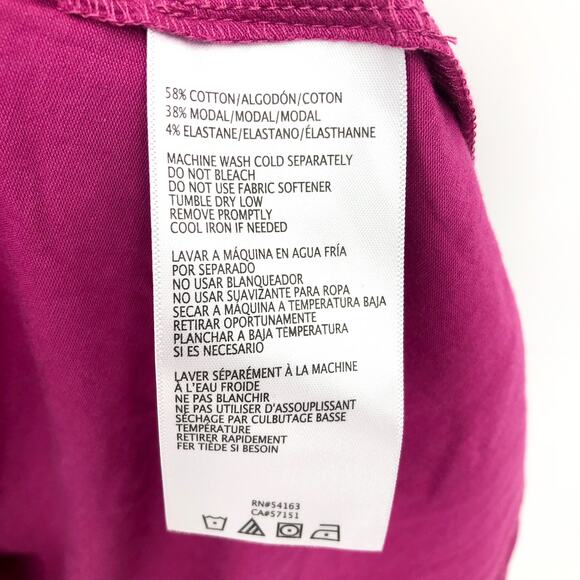 58% COTTON/ALGODÓN/COTON
38% MODAL/MODAL/MODAL
4% ELASTANE/ELASTANO/ÉLASTHANNE
MACHINE WASH COLD SEPARATELY
DO NOT BLEACH
DO NOT USE FABRIC SOFTENER
TUMBLE DRY LOW
REMOVE PROMPTLY
COOL IRON IF NEEDED
LAVAR A MÁQUINA EN AGUA FRÍA
POR SEPARADO
NO USAR BLANQUEADOR
NO USAR SUAVIZANTE PARA ROPA
SECAR A MÁQUINA A TEMPERATURA BAJA
RETIRAR OPORTUNAMENTE
PLANCHAR A BAJA TEMPERATURA
SI ES NECESARIO
LAVER SÉPARÉMENT À LA MACHINE
À L'EAU FROIDE
NE PAS BLANCHIR
NE PAS UTILISER D'ASSOUPLISSANT
SÉCHAGE PAR CULBUTAGE BASSE
TEMPÉRATURE
RETIRER RAPIDEMENT
FER TIÈDE SI BESOIN
RN#54163
CA#57151